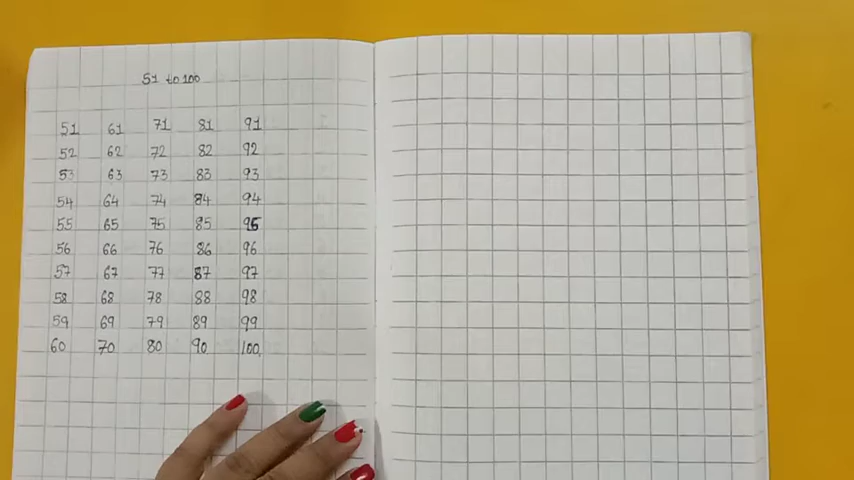 51 to 100
51 61 71 81 91
52 62 72 82 92
53 63 73 83 93
54 64 74 84 94
55 65 75 85 95
56 66 76 86 96
57 67 77 87 97
58 68 78 88 98
59 69 79 89 99
60 70 80 90 100